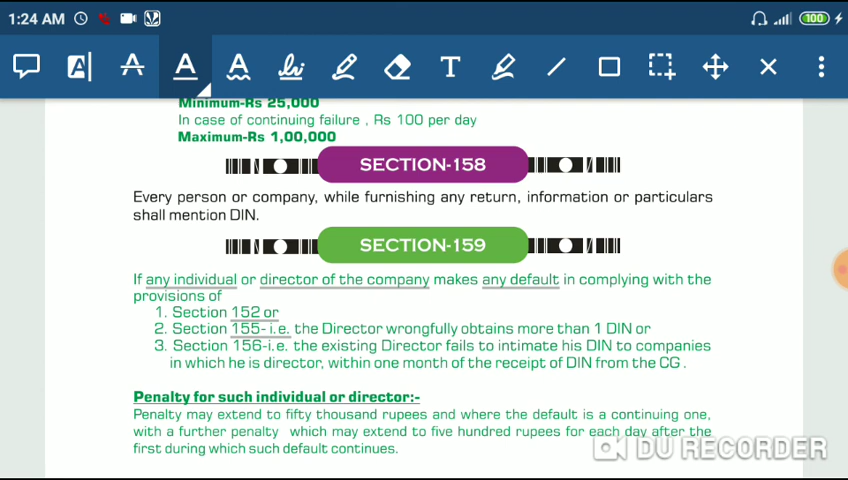 1:24 AM
100
Minimum-Rs 25,000
In case of continuing failure , Rs 100 per day
Maximum-Rs 1,00,000
SECTION-158
Every person or company, while furnishing any return, information or particulars
shall mention DIN.
SECTION-159
If any individual or director of the company makes any default in complying with the
provisions of
1. Section 152 or
2. Section 155- i.e. the Director wrongfully obtains more than 1 DIN or
3. Section 156-i.e. the existing Director fails to intimate his DIN to companies
in which he is director, within one month of the receipt of DIN from the CG .
Penalty for such individual or director:-
Penalty may extend to fifty thousand rupees and where the default is a continuing one,
with a further penalty which may extend to five hundred rupees for each day after the
first during which such default continues.
DU RECORDER